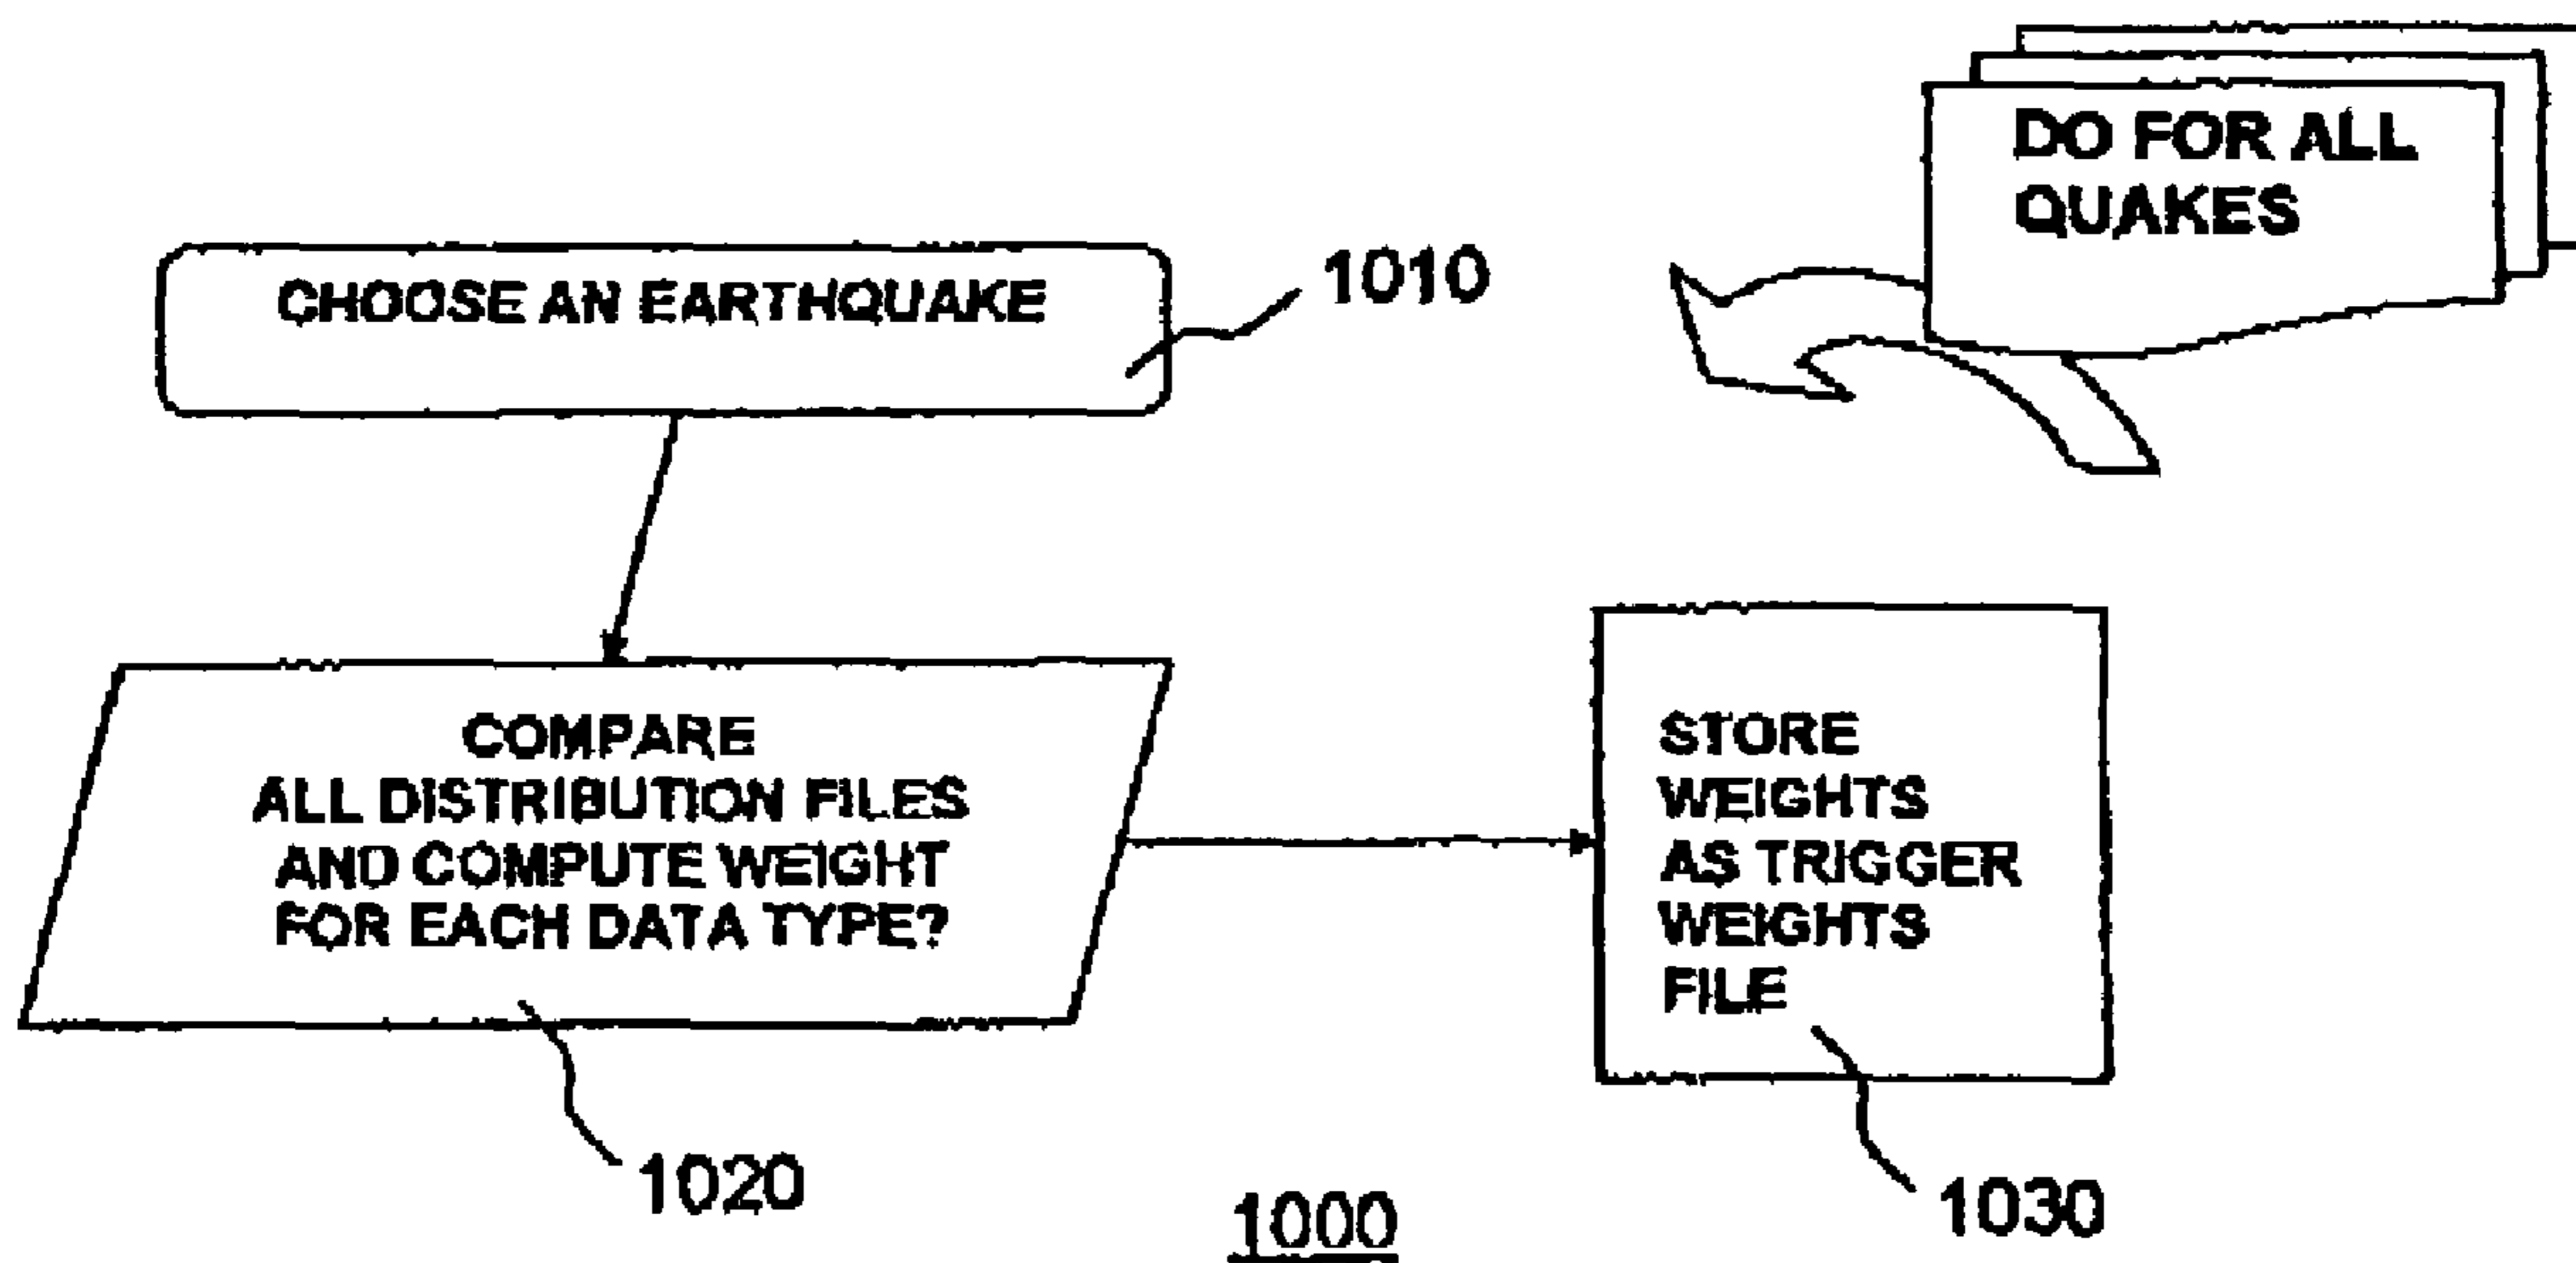 DO FOR ALL
QUAKES
CHOOSE AN EARTHQUAKE
1010
COMPARE
ALL DISTRIBUTION FILES
AND COMPUTE WEIGHT
FOR EACH DATA TYPE?
1020
STORE
WEIGHTS
AS TRIGGER
WEIGHTS
FILE
1030
1000